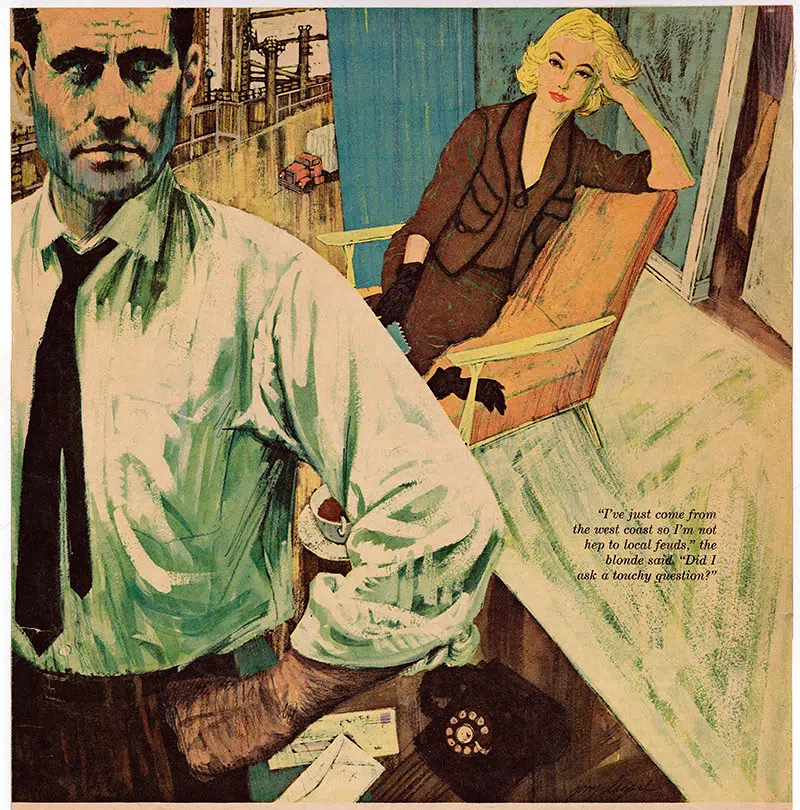 “I’ve just come from
the west coast so I’m not
hep to local feuds,” the
blonde said. “Did I
ask a touchy question?”